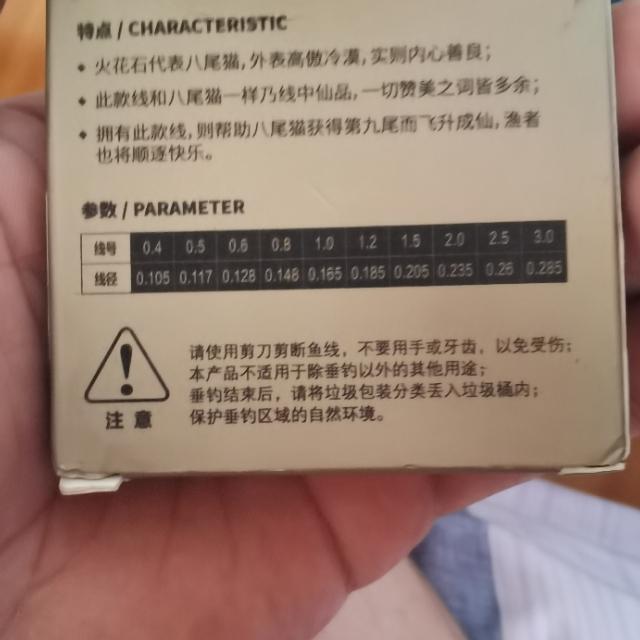 特点 / CHARACTERISTIC
• 火花石代表八尾猫,外表高傲冷漠,实则内心善良;
• 此款线和八尾猫一样乃线中仙品,一切赞美之词皆多余;
• 拥有此款线,则帮助八尾猫获得第九尾而飞升成仙,渔者
也将顺逐快乐。
参数 / PARAMETER
线号 0.4 0.5 0.6 0.8 1.0 1.2 1.5 2.0 2.5 3.0
线径 0.105 0.117 0.128 0.148 0.165 0.185 0.205 0.235 0.26 0.285
请使用剪刀剪断鱼线，不要用手或牙齿，以免受伤；
本产品不适用于除垂钓以外的其他用途；
垂钓结束后，请将垃圾包装分类丢入垃圾桶内；
保护垂钓区域的自然环境。
注 意